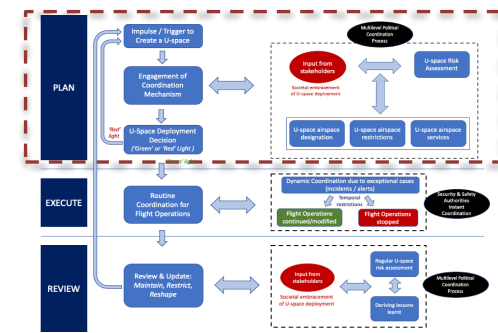 PLAN
Impulse / Trigger to
Create a U-space
Engagement of
Coordination
Mechanism
'Red'
light
U-Space Deployment
Decision
('Green' or 'Red' Light )
Multilevel Political
Coordination
Process
Input from
stakeholders
Societal embracement
of U-space deployment
U-space Risk
Assessment
U-space airspace
designation
U-space airspace
restrictions
U-space airspace
services
EXECUTE
Routine
Coordination for
Flight Operations
Dynamic Coordination due to exceptional cases
(incidents / alerts)
Temporal
restrictions
Flight Operations
continued/modified
Flight Operations
stopped
Security & Safety
Authorities
Instant
Coordination
REVIEW
Review & Update:
Maintain, Restrict,
Reshape
Input from
stakeholders
Societal embracement
of U-space deployment
Regular U-space
risk assessment
Deriving lessons
learnt
Multilevel Political
Coordination
Process